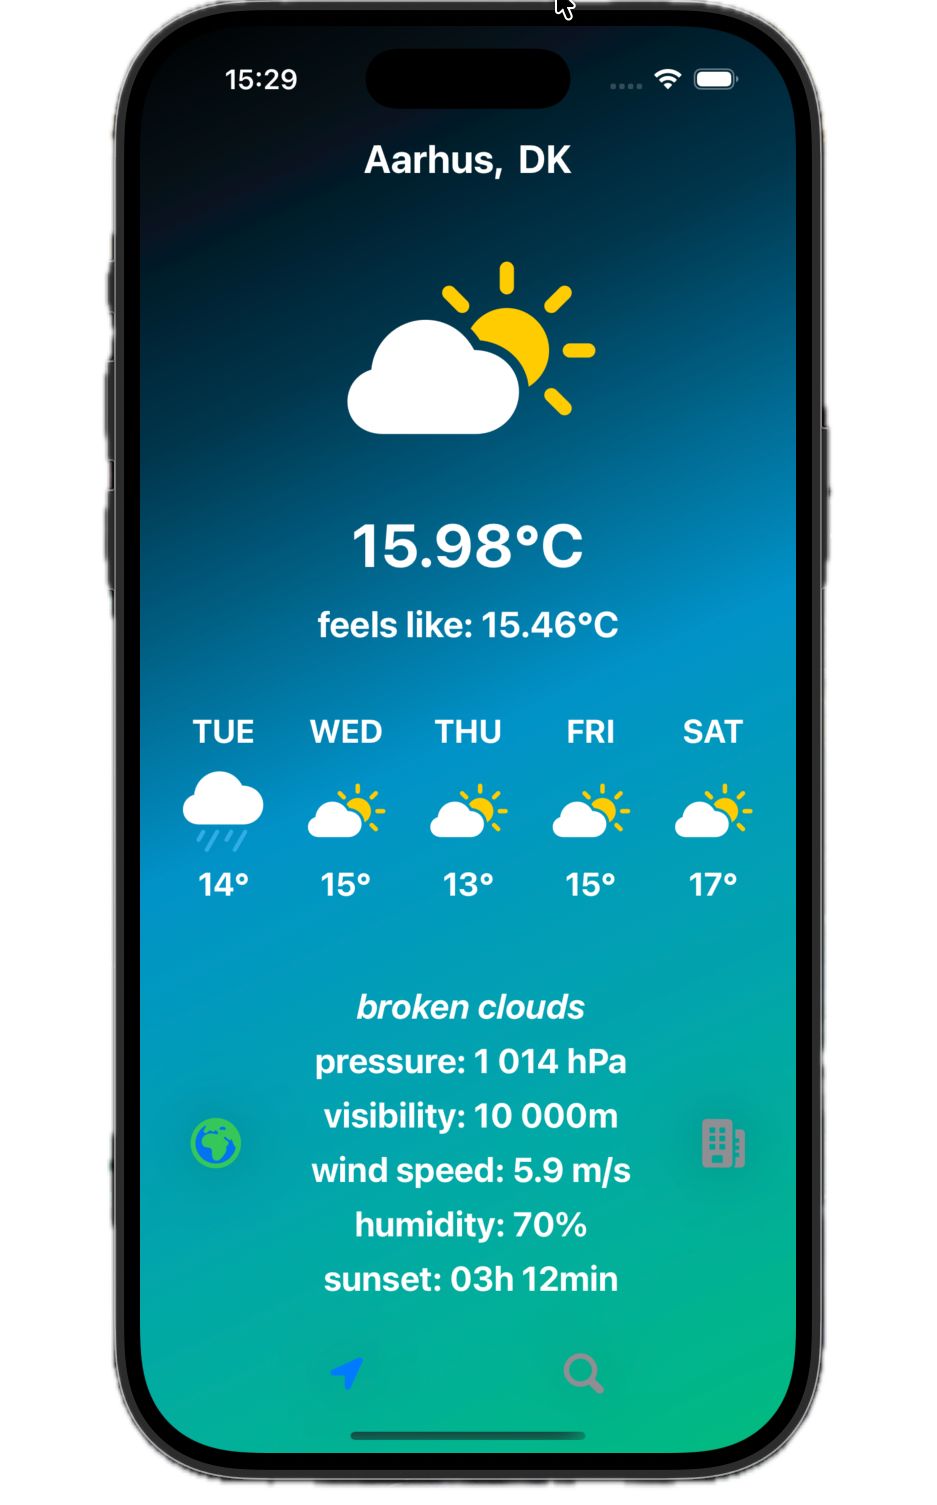 15:29
Aarhus, DK
15.98°C
feels like: 15.46°C
TUE WED THU FRI SAT
14° 15° 13° 15° 17°
broken clouds
pressure: 1 014 hPa
visibility: 10 000m
wind speed: 5.9 m/s
humidity: 70%
sunset: 03h 12min